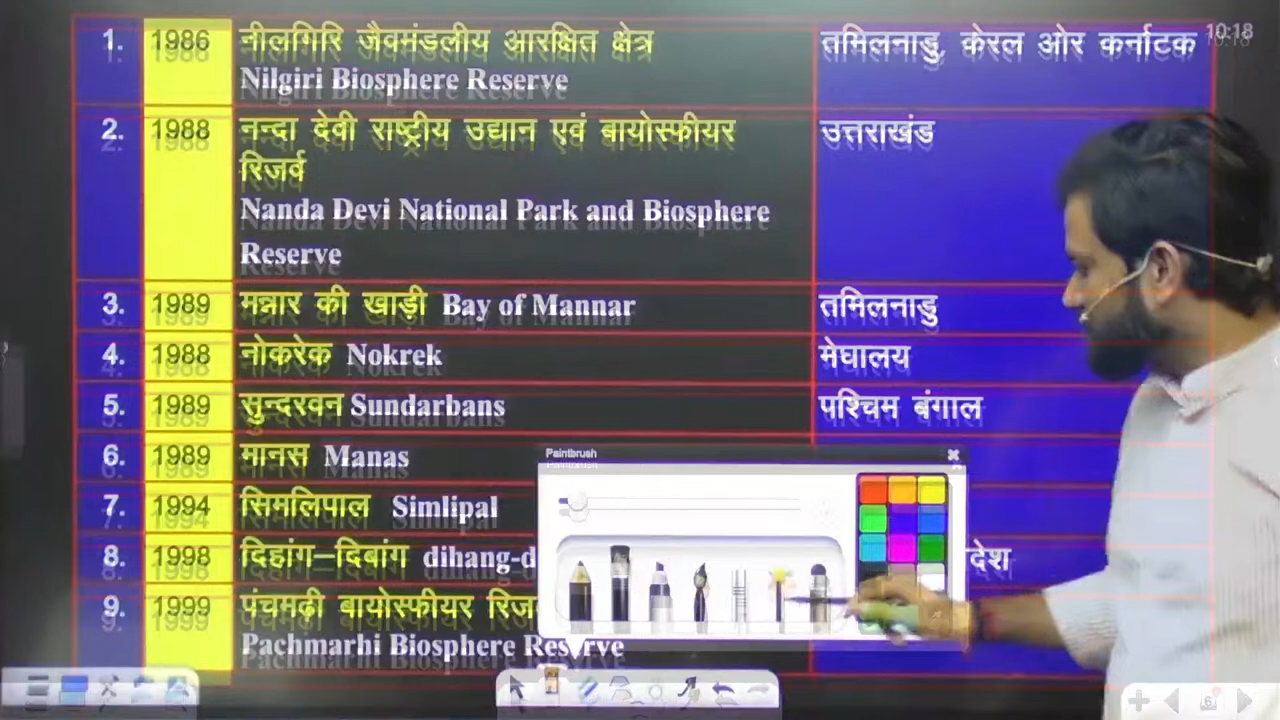 10:18
1. 1986 नीलगिरि जैवमंडलीय आरक्षित क्षेत्र तमिलनाडु, केरल ओर कर्नाटक
Nilgiri Biosphere Reserve
2. 1988 नन्दा देवी राष्ट्रीय उद्यान एवं बायोस्फीयर उत्तराखंड
रिजर्व
Nanda Devi National Park and Biosphere
Reserve
3. 1989 मन्नार की खाड़ी Bay of Mannar तमिलनाडु
4. 1988 नोकरेक Nokrek मेघालय
5. 1989 सुन्दरवन Sundarbans पश्चिम बंगाल
6. 1989 मानस Manas
Paintbrush
7. 1994 सिमलिपाल Simlipal
8. 1998 दिहांग–दिबांग dihang-d देश
9. 1999 पंचमढ़ी बायोस्फीयर रिज
Pachmarhi Biosphere Reserve